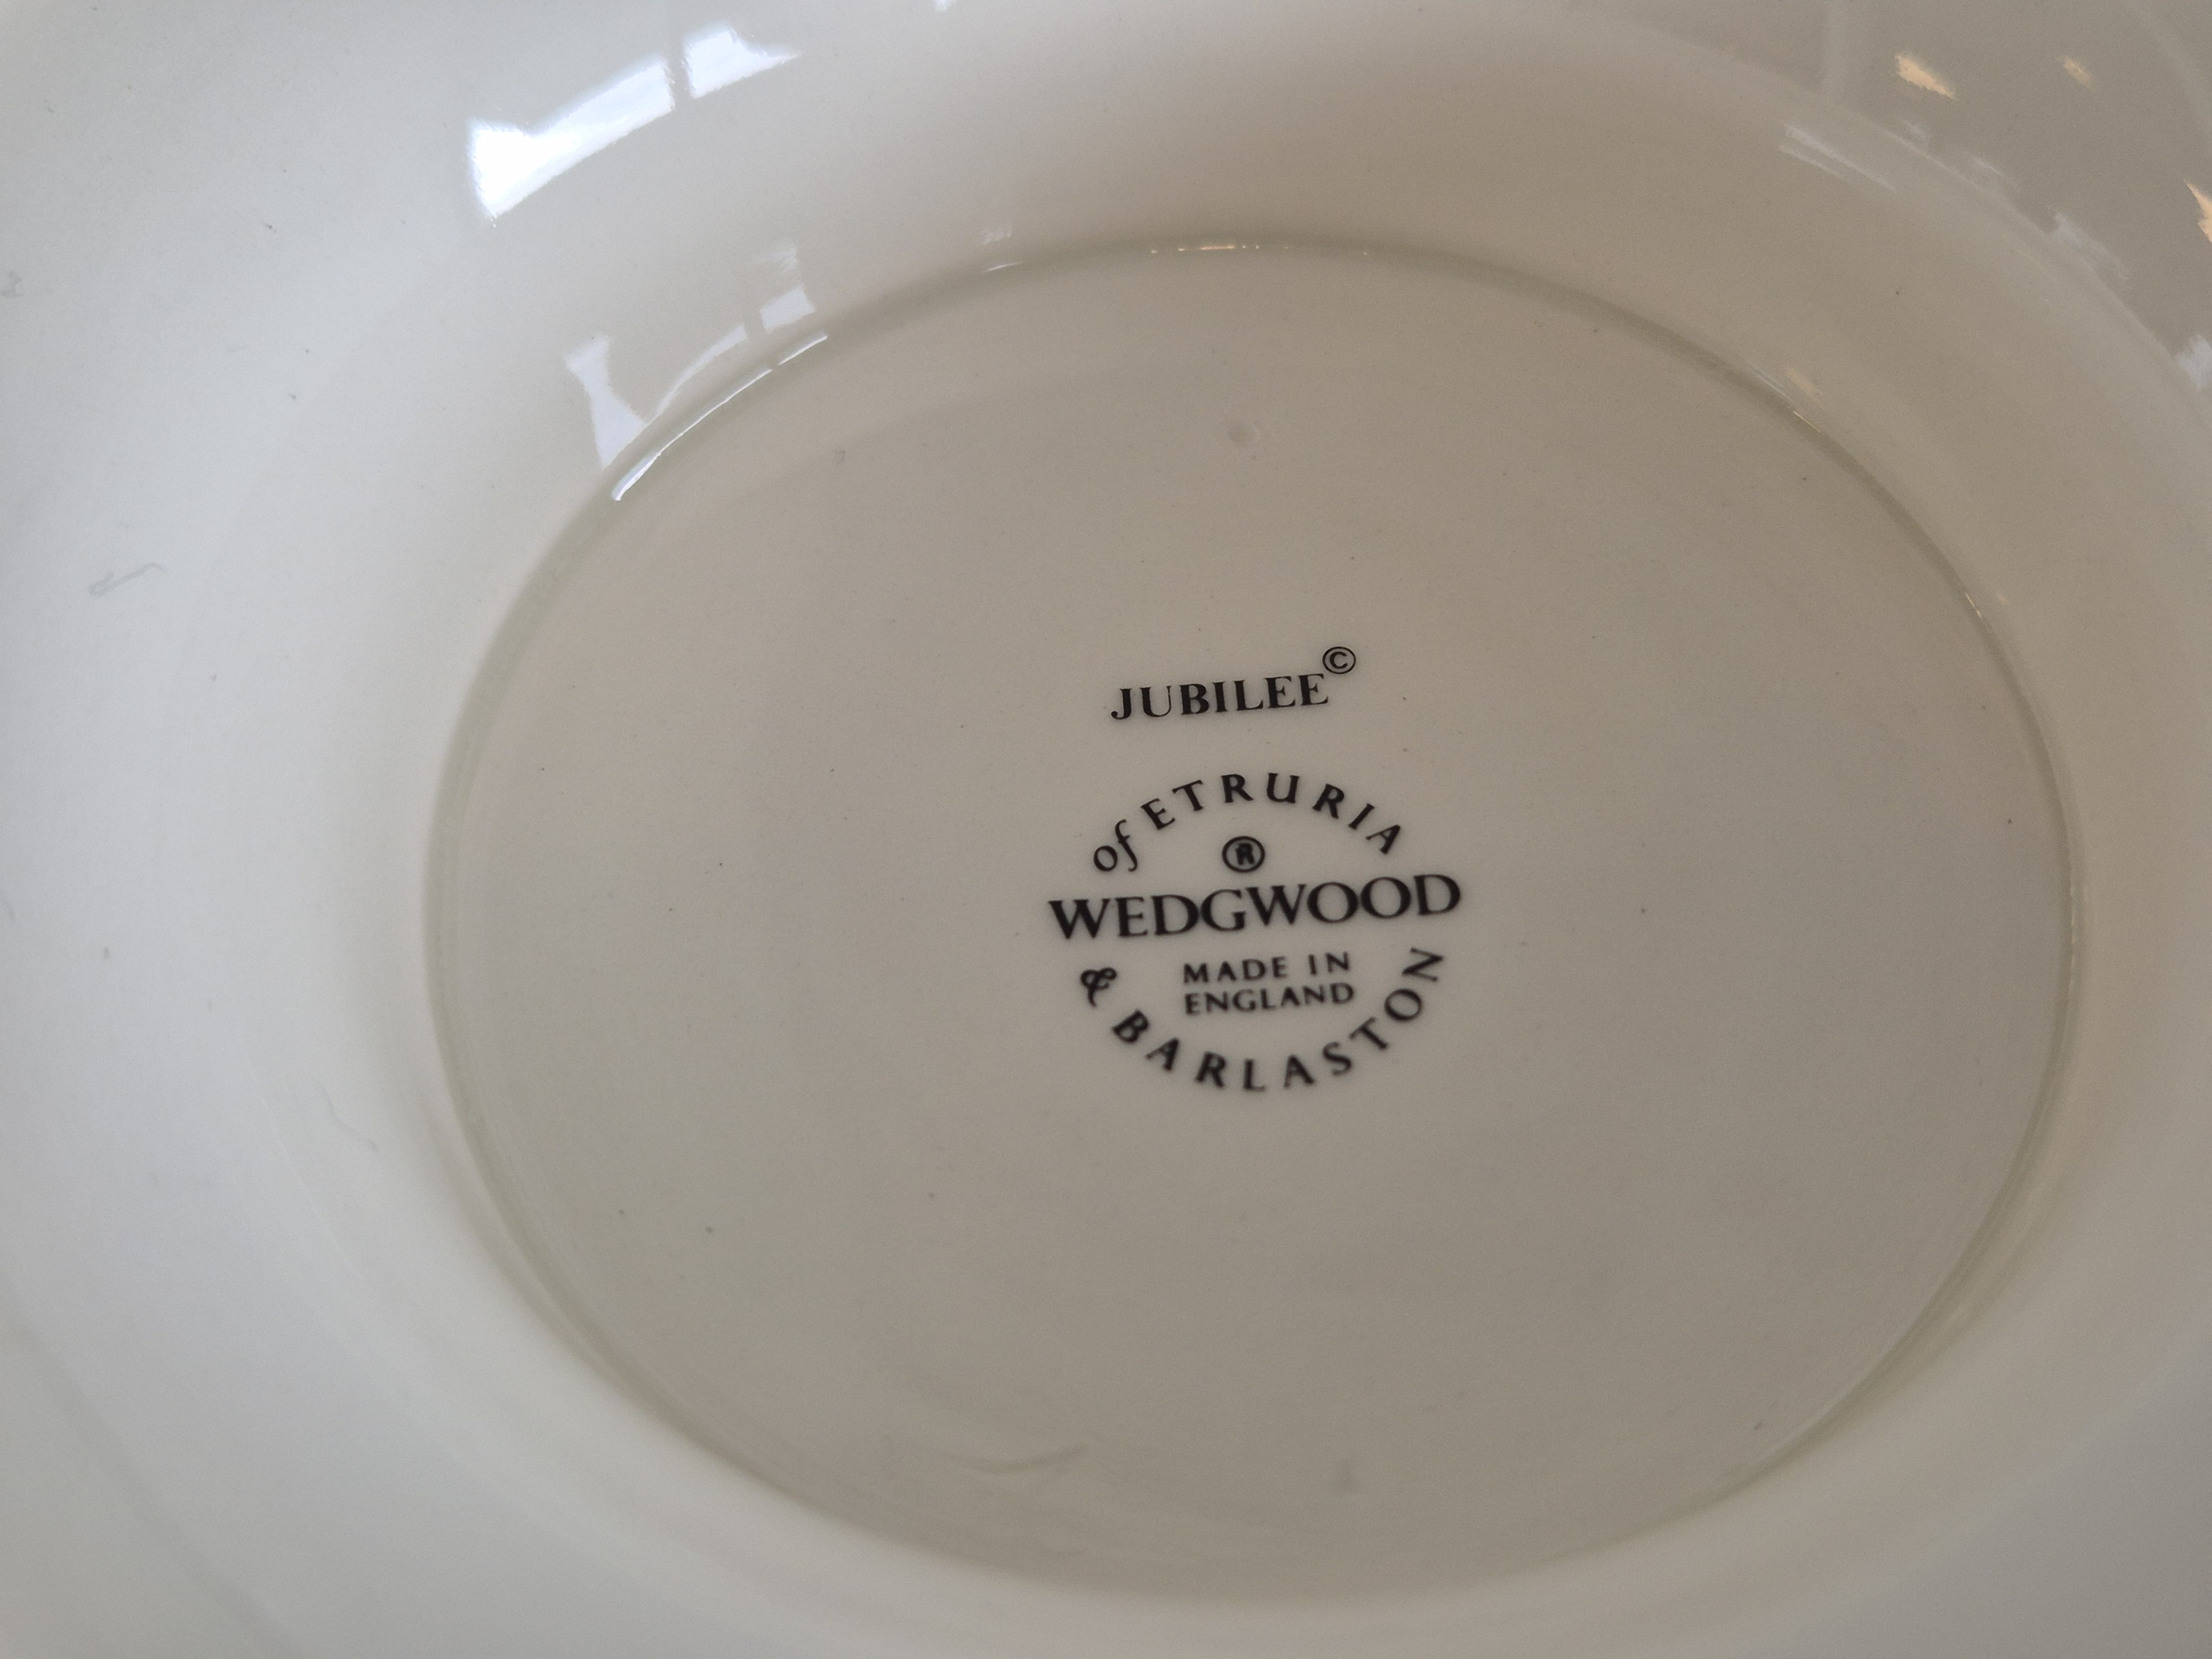 JUBILEE©
of ETRURIA
®
WEDGWOOD
MADE IN
ENGLAND
& BARLASTON